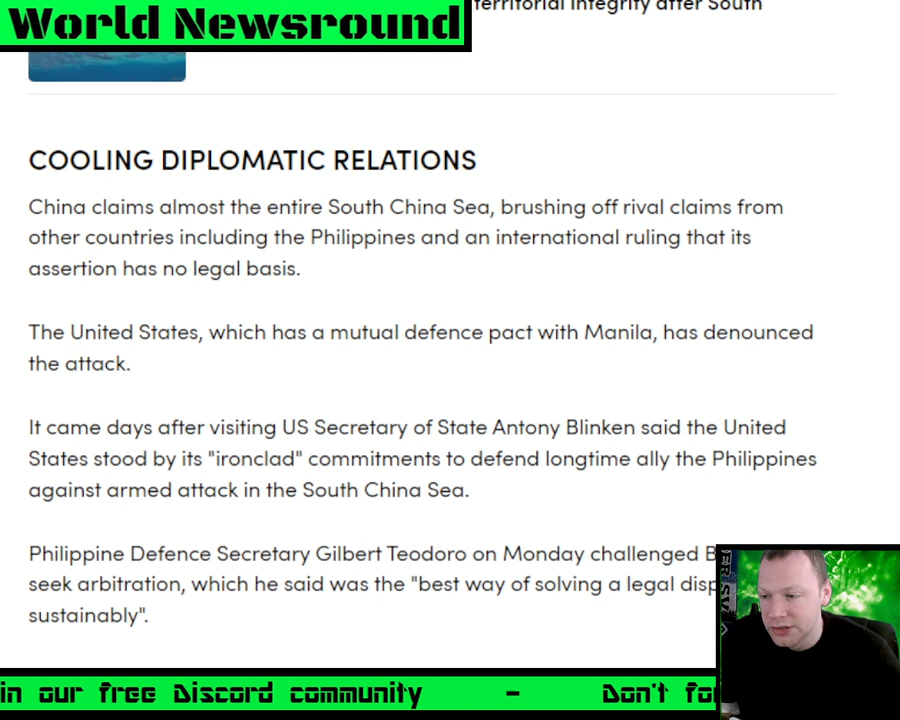 World Newsround
territorial integrity after South
COOLING DIPLOMATIC RELATIONS
China claims almost the entire South China Sea, brushing off rival claims from
other countries including the Philippines and an international ruling that its
assertion has no legal basis.
The United States, which has a mutual defence pact with Manila, has denounced
the attack.
It came days after visiting US Secretary of State Antony Blinken said the United
States stood by its "ironclad" commitments to defend longtime ally the Philippines
against armed attack in the South China Sea.
Philippine Defence Secretary Gilbert Teodoro on Monday challenged B
seek arbitration, which he said was the "best way of solving a legal disp
sustainably".
in our free Discord community - Don't fo